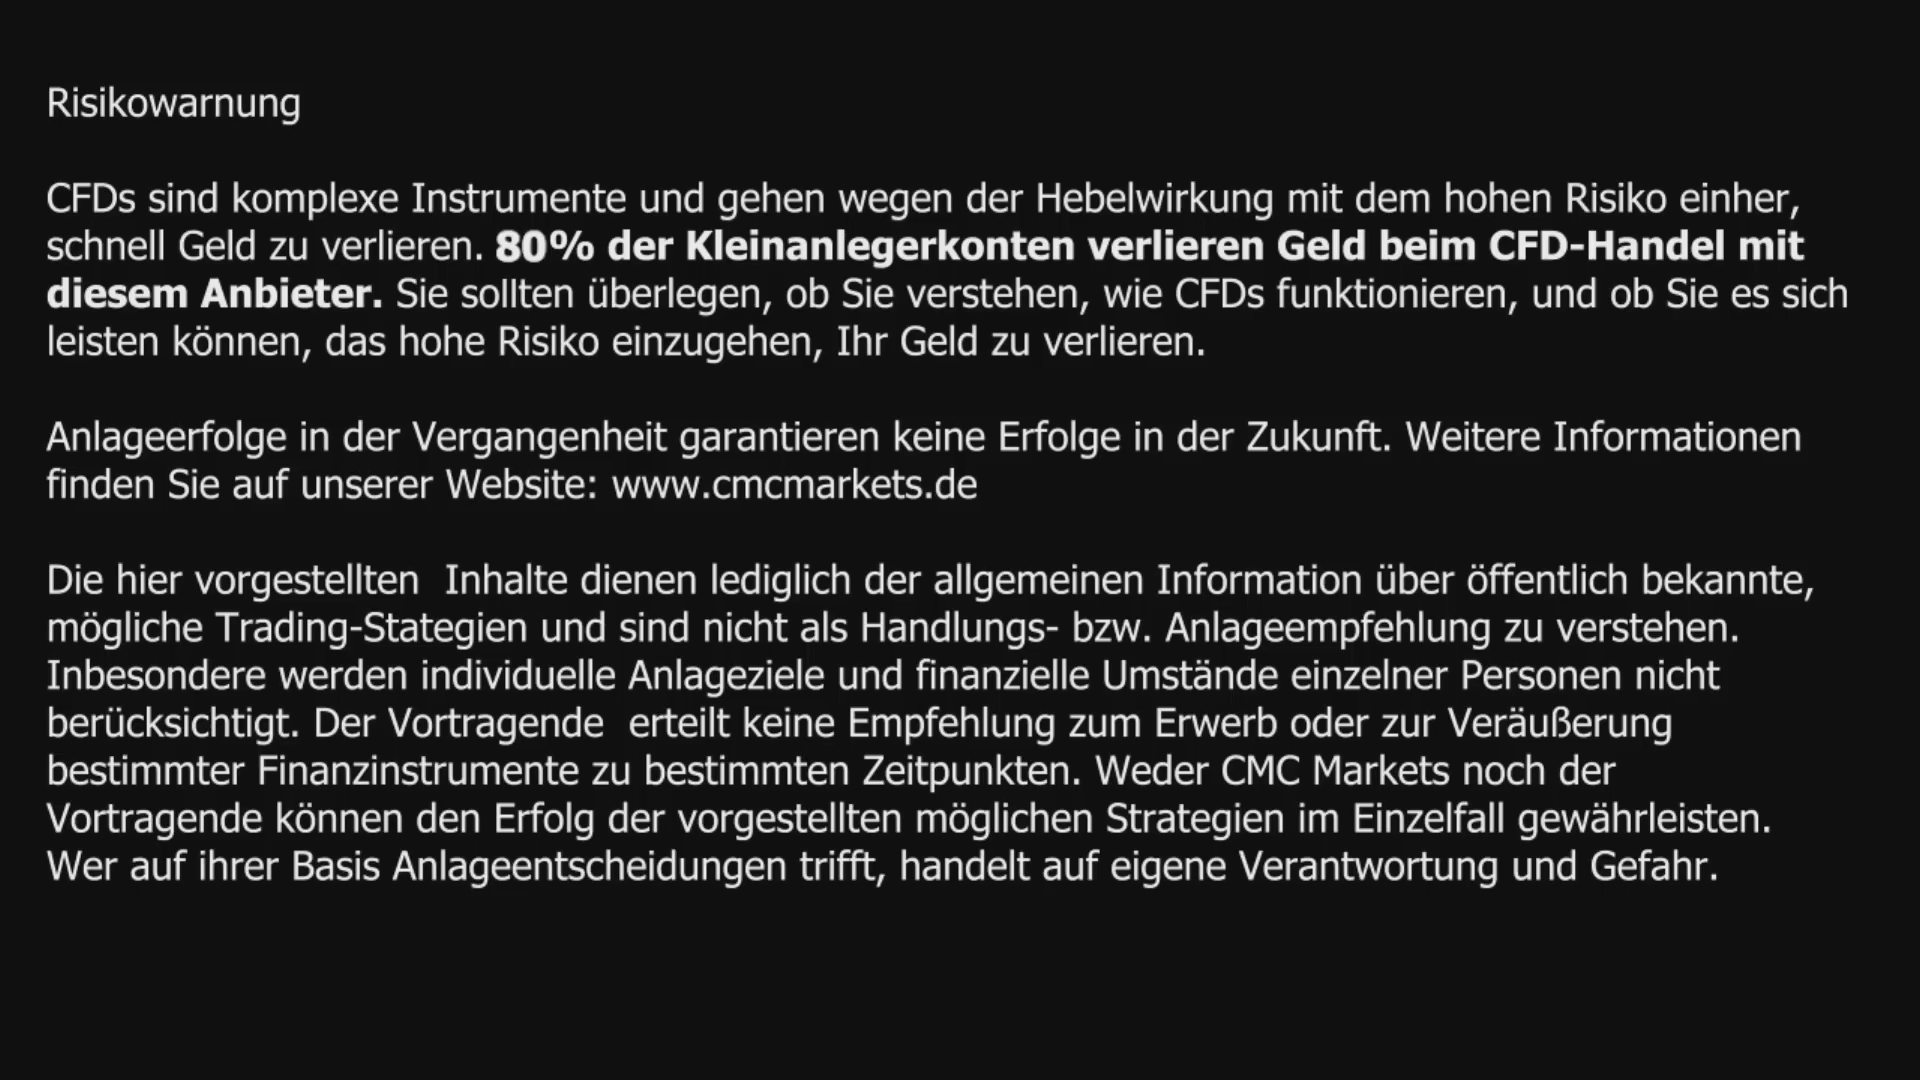 Risikowarnung
CFDs sind komplexe Instrumente und gehen wegen der Hebelwirkung mit dem hohen Risiko einher,
schnell Geld zu verlieren. 80% der Kleinanlegerkonten verlieren Geld beim CFD-Handel mit
diesem Anbieter. Sie sollten überlegen, ob Sie verstehen, wie CFDs funktionieren, und ob Sie es sich
leisten können, das hohe Risiko einzugehen, Ihr Geld zu verlieren.
Anlageerfolge in der Vergangenheit garantieren keine Erfolge in der Zukunft. Weitere Informationen
finden Sie auf unserer Website: www.cmcmarkets.de
Die hier vorgestellten  Inhalte dienen lediglich der allgemeinen Information über öffentlich bekannte,
mögliche Trading-Stategien und sind nicht als Handlungs- bzw. Anlageempfehlung zu verstehen.
Inbesondere werden individuelle Anlageziele und finanzielle Umstände einzelner Personen nicht
berücksichtigt. Der Vortragende  erteilt keine Empfehlung zum Erwerb oder zur Veräußerung
bestimmter Finanzinstrumente zu bestimmten Zeitpunkten. Weder CMC Markets noch der
Vortragende können den Erfolg der vorgestellten möglichen Strategien im Einzelfall gewährleisten.
Wer auf ihrer Basis Anlageentscheidungen trifft, handelt auf eigene Verantwortung und Gefahr.